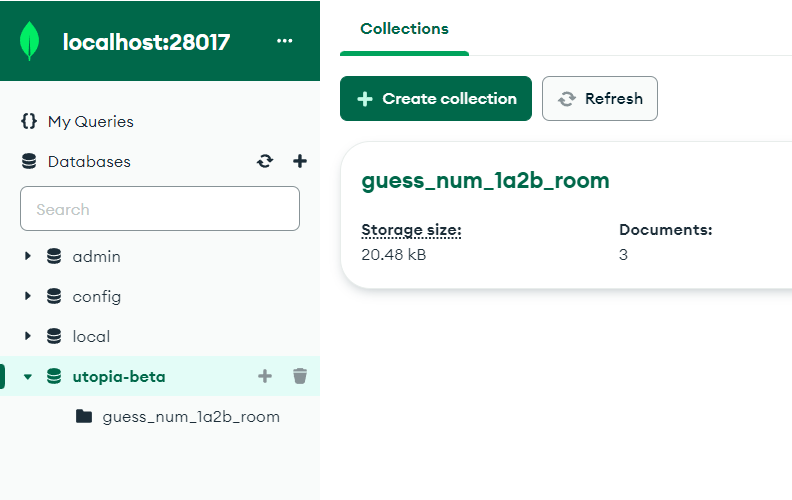 localhost:28017
...
{} My Queries
Databases
Search
admin
config
local
utopia-beta
guess_num_1a2b_room
Collections
+ Create collection
Refresh
guess_num_1a2b_room
Storage size: Documents:
20.48 kB 3